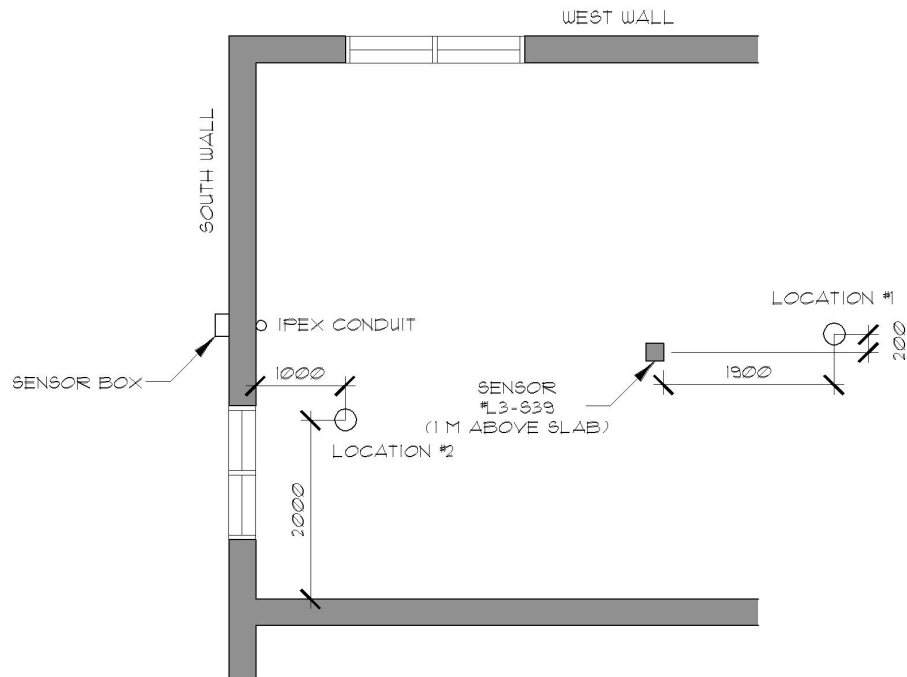 WEST WALL
SOUTH WALL
LOCATION #1
200
IPEX CONDUIT
SENSOR BOX
1000
1900
SENSOR
#L3-S39
(1 M ABOVE SLAB)
LOCATION #2
2000